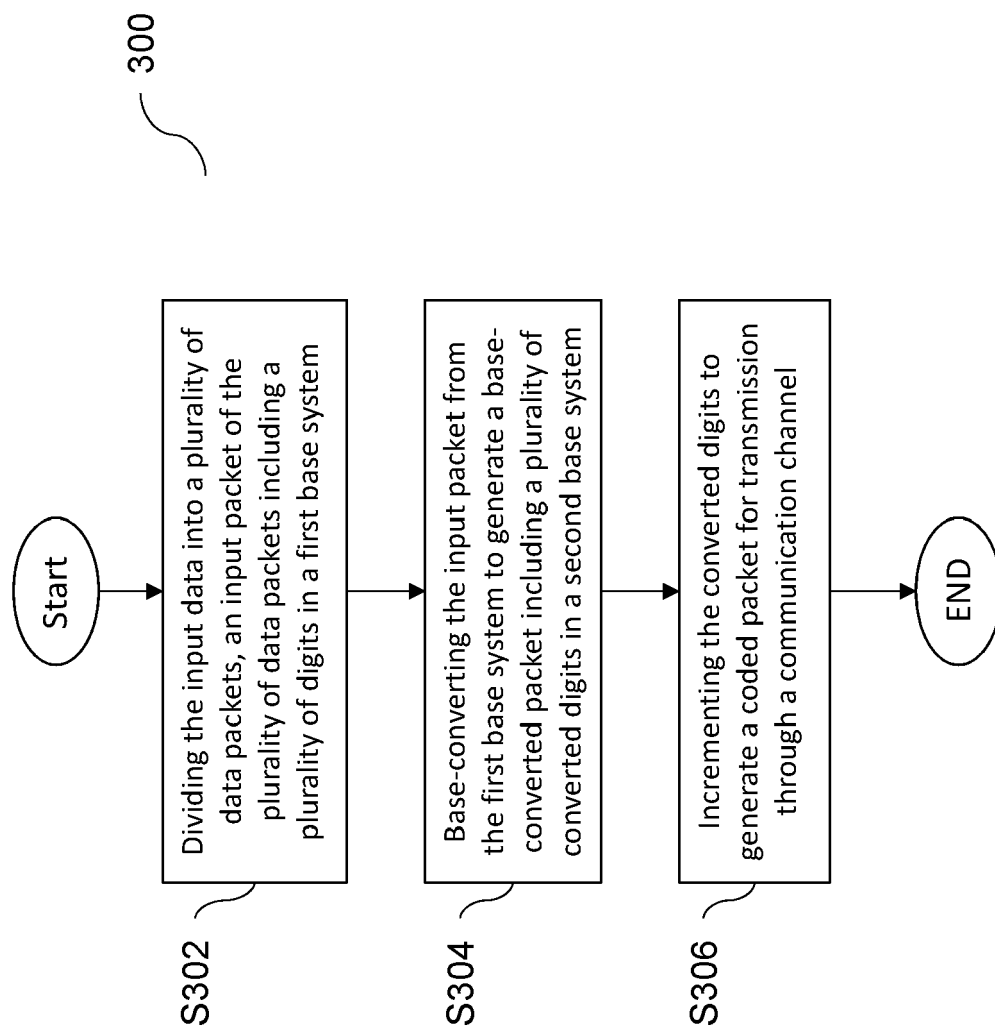 300
Start
S302
Dividing the input data into a plurality of
data packets, an input packet of the
plurality of data packets including a
plurality of digits in a first base system
S304
Base-converting the input packet from
the first base system to generate a base-
converted packet including a plurality of
converted digits in a second base system
S306
Incrementing the converted digits to
generate a coded packet for transmission
through a communication channel
END